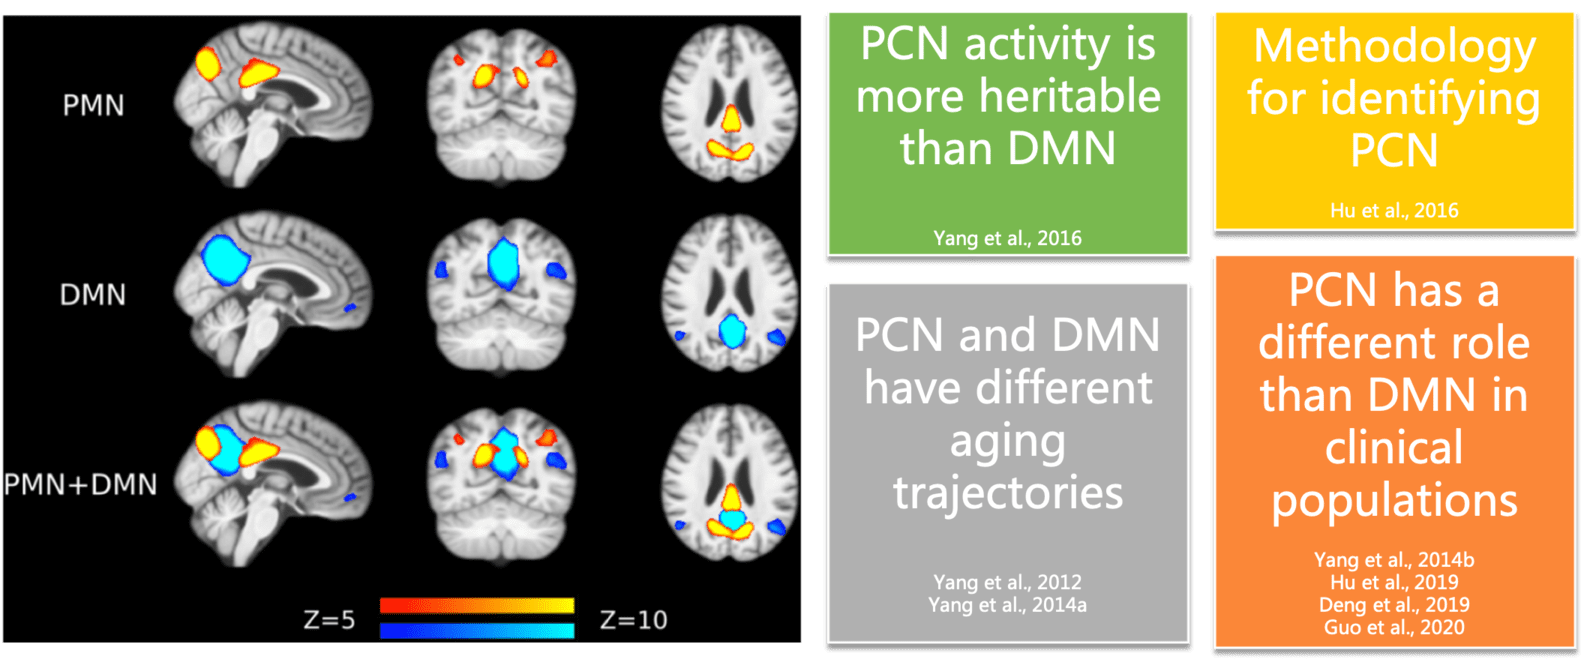 PMN
DMN
PMN+DMN
Z=5
Z=10
PCN activity is
more heritable
than DMN
Yang et al., 2016
Methodology
for identifying
PCN
Hu et al., 2016
PCN and DMN
have different
aging
trajectories
Yang et al., 2012
Yang et al., 2014a
PCN has a
different role
than DMN in
clinical
populations
Yang et al., 2014b
Hu et al., 2019
Deng et al., 2019
Guo et al., 2020